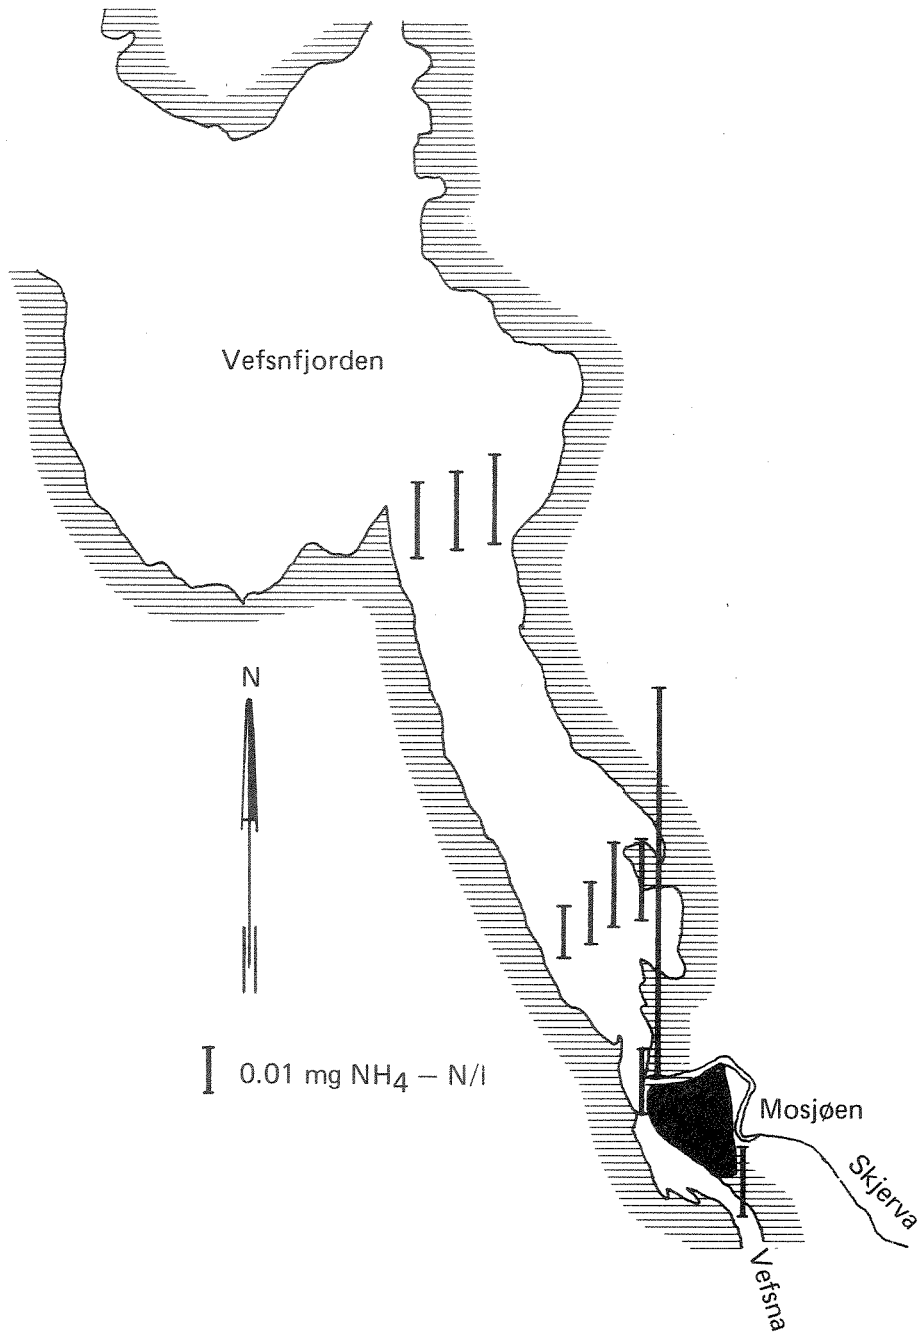 Vefsnfjorden
N
0.01 mg NH4 – N/l
Mosjøen
Skjerva
Vefsna